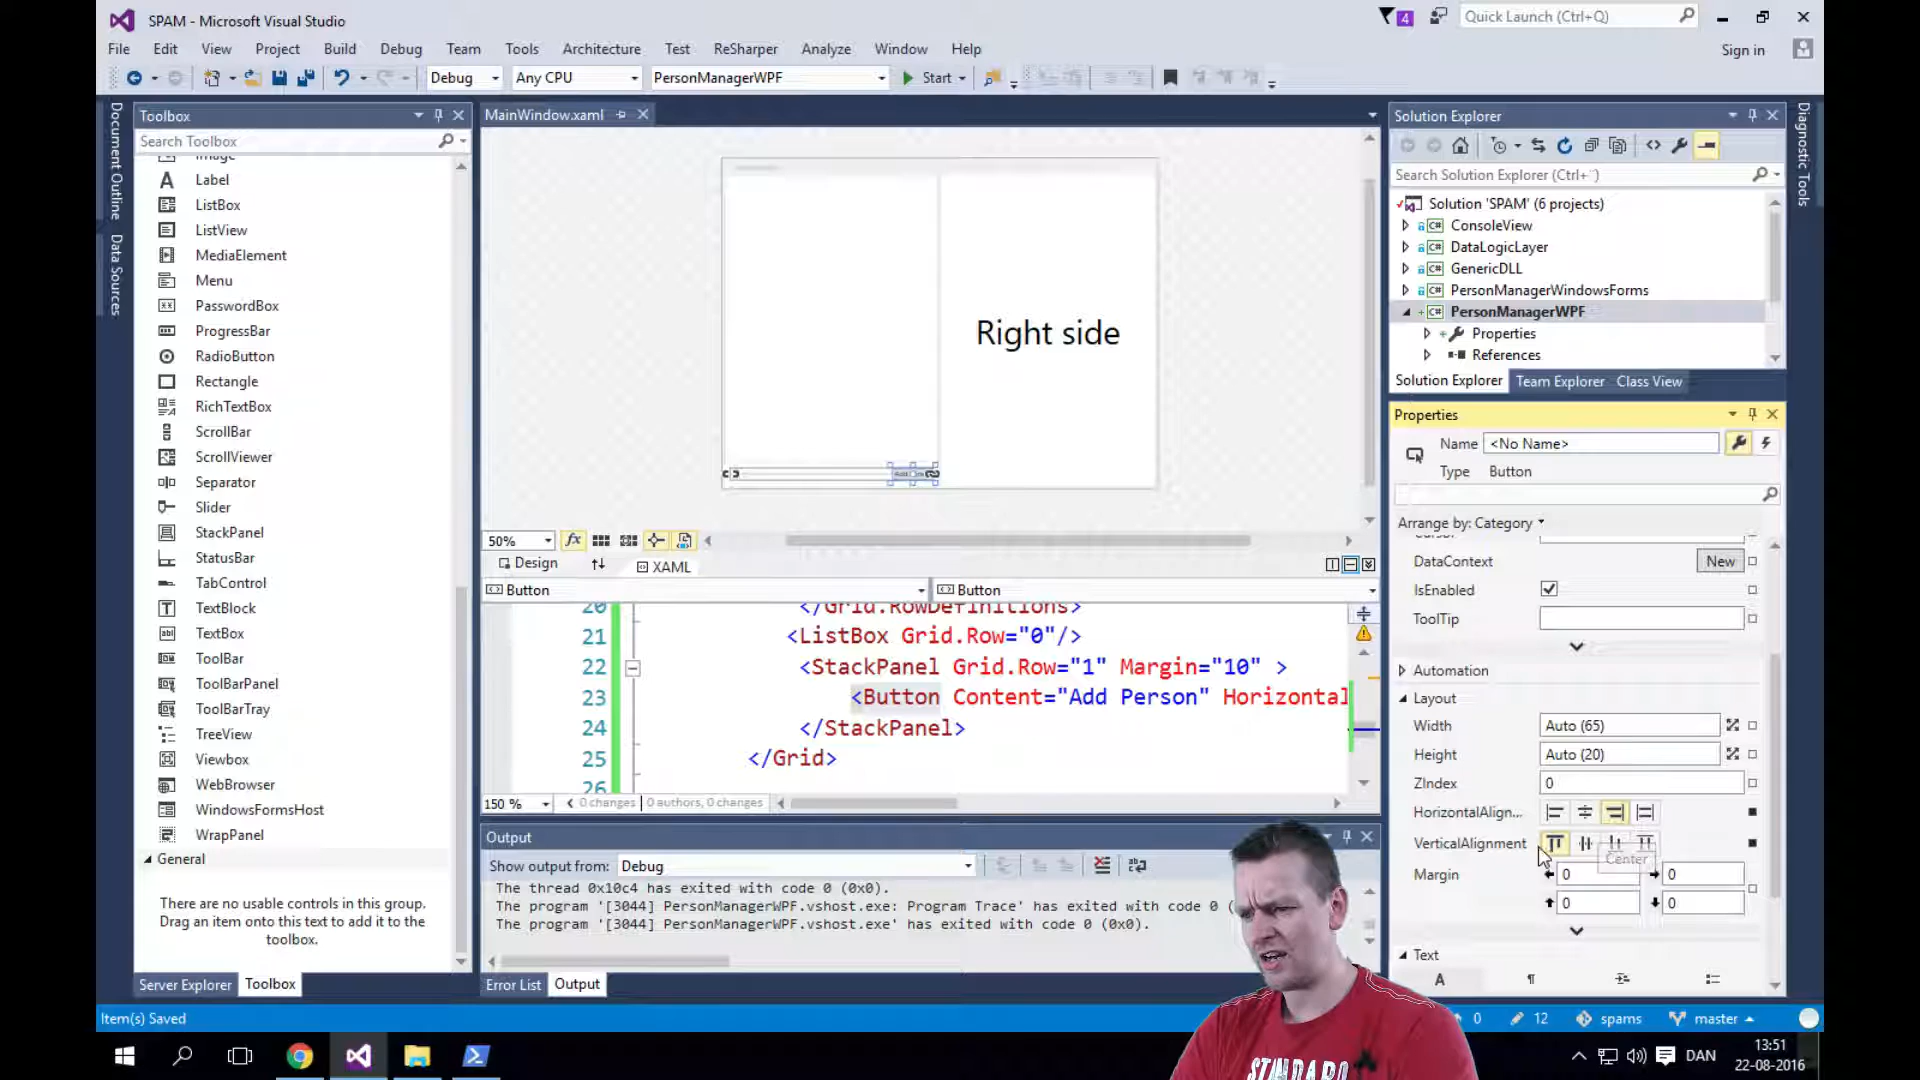 SPAM - Microsoft Visual Studio
4
Quick Launch (Ctrl+Q)
File Edit View Project Build Debug Team Tools Architecture Test ReSharper Analyze Window Help
Sign in
Debug Any CPU PersonManagerWPF Start
Document Outline
Data Sources
Toolbox
Search Toolbox
Image
Label
ListBox
ListView
MediaElement
Menu
PasswordBox
ProgressBar
RadioButton
Rectangle
RichTextBox
ScrollBar
ScrollViewer
Separator
Slider
StackPanel
StatusBar
TabControl
TextBlock
TextBox
ToolBar
ToolBarPanel
ToolBarTray
TreeView
Viewbox
WebBrowser
WindowsFormsHost
WrapPanel
General
There are no usable controls in this group.
Drag an item onto this text to add it to the
toolbox.
Server Explorer Toolbox
MainWindow.xaml
Right side
50%
Design XAML
Button Button
20 </Grid.RowDefinitions>
21 <ListBox Grid.Row="0"/>
22 <StackPanel Grid.Row="1" Margin="10" >
23 <Button Content="Add Person" Horizontal
24 </StackPanel>
25 </Grid>
26
150 % 0 changes | 0 authors, 0 changes
Output
Show output from: Debug
The thread 0x10c4 has exited with code 0 (0x0).
The program '[3044] PersonManagerWPF.vshost.exe: Program Trace' has exited with code 0 (
The program '[3044] PersonManagerWPF.vshost.exe' has exited with code 0 (0x0).
Error List Output
Solution Explorer
Search Solution Explorer (Ctrl+¨)
Solution 'SPAM' (6 projects)
C# ConsoleView
C# DataLogicLayer
C# GenericDLL
C# PersonManagerWindowsForms
C# PersonManagerWPF
Properties
References
Solution Explorer Team Explorer Class View
Diagnostic Tools
Properties
Name <No Name>
Type Button
Arrange by: Category
Cursor
DataContext New
IsEnabled
ToolTip
Automation
Layout
Width Auto (65)
Height Auto (20)
ZIndex 0
HorizontalAlign...
VerticalAlignment
Center
Margin 0 0
0 0
Text
Item(s) Saved
0 12 spams master
STANDARD
DAN
13:51
22-08-2016